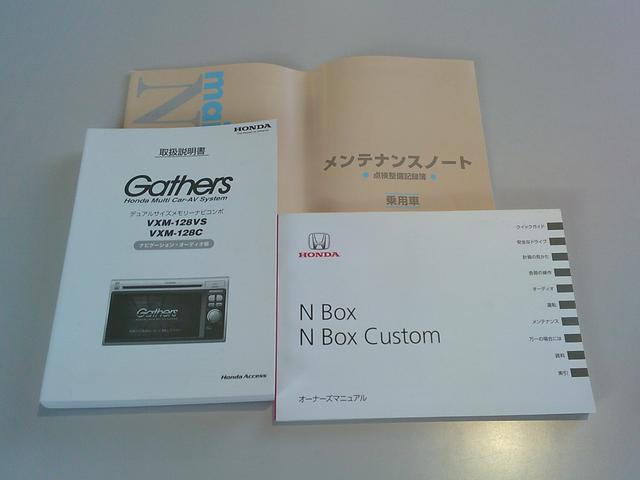 N
mai
メンテナンスノート
点検整備記録簿
乗用車
HONDA
取扱説明書
Gathers
Honda Multi Car-AV System
デュアルサイズメモリーナビコンポ
VXM-128VS
VXM-128C
ナビゲーション・オーディオ編
Gathers
Honda Access
HONDA
N Box
N Box Custom
オーナーズマニュアル
クイックガイド
安全なドライブ
計器の見かた
各部の操作
オーディオ
運転
メンテナンス
万一の場合には
資料
索引